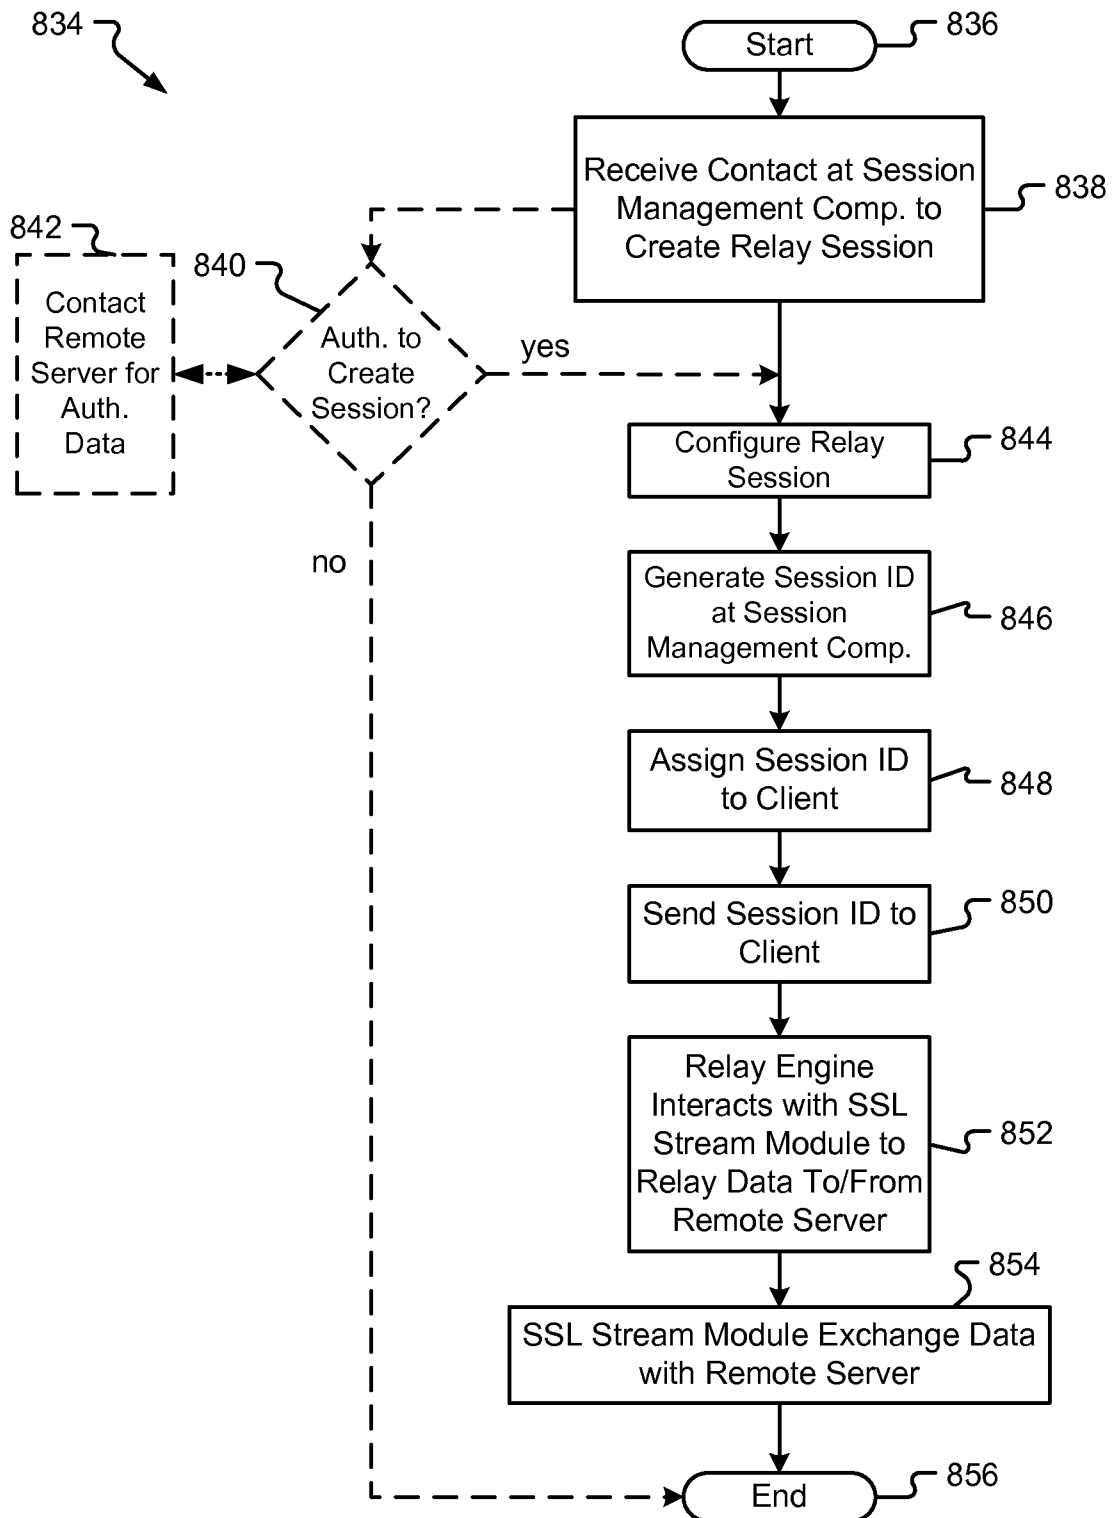 834
Start
836
Receive Contact at Session
Management Comp. to
Create Relay Session
838
842
Contact
Remote
Server for
Auth.
Data
840
Auth. to
Create
Session?
yes
no
Configure Relay
Session
844
Generate Session ID
at Session
Management Comp.
846
Assign Session ID
to Client
848
Send Session ID to
Client
850
Relay Engine
Interacts with SSL
Stream Module to
Relay Data To/From
Remote Server
852
854
SSL Stream Module Exchange Data
with Remote Server
End
856